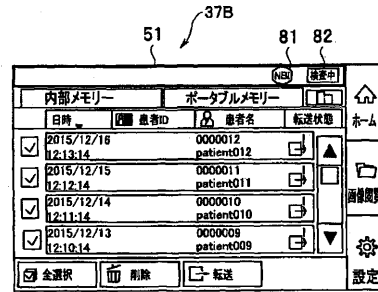 37B
51
81 82
NEU 検査中
内部メモリー ポータブルメモリー
日時 患者ID 患者名 転送状態
2015/12/16 0000012
12:13:14 patient012
2015/12/15 0000011
12:12:14 patient011
2015/12/14 0000010
12:11:14 patient010
2015/12/13 0000009
12:10:14 patient009
全選択 削除 転送
ホーム
画像閲覧
設定